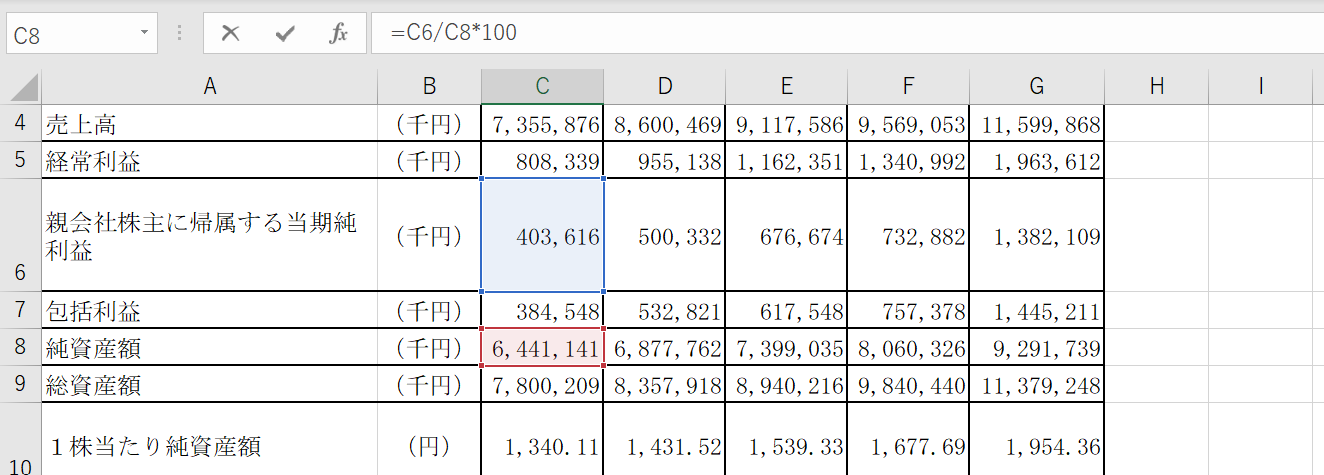 C8 fx =C6/C8*100
A B C D E F G H I
4 売上高 （千円） 7,355,876 8,600,469 9,117,586 9,569,053 11,599,868
5 経常利益 （千円） 808,339 955,138 1,162,351 1,340,992 1,963,612
親会社株主に帰属する当期純
利益
6 （千円） 403,616 500,332 676,674 732,882 1,382,109
7 包括利益 （千円） 384,548 532,821 617,548 757,378 1,445,211
8 純資産額 （千円） 6,441,141 6,877,762 7,399,035 8,060,326 9,291,739
9 総資産額 （千円） 7,800,209 8,357,918 8,940,216 9,840,440 11,379,248
10 １株当たり純資産額 （円） 1,340.11 1,431.52 1,539.33 1,677.69 1,954.36